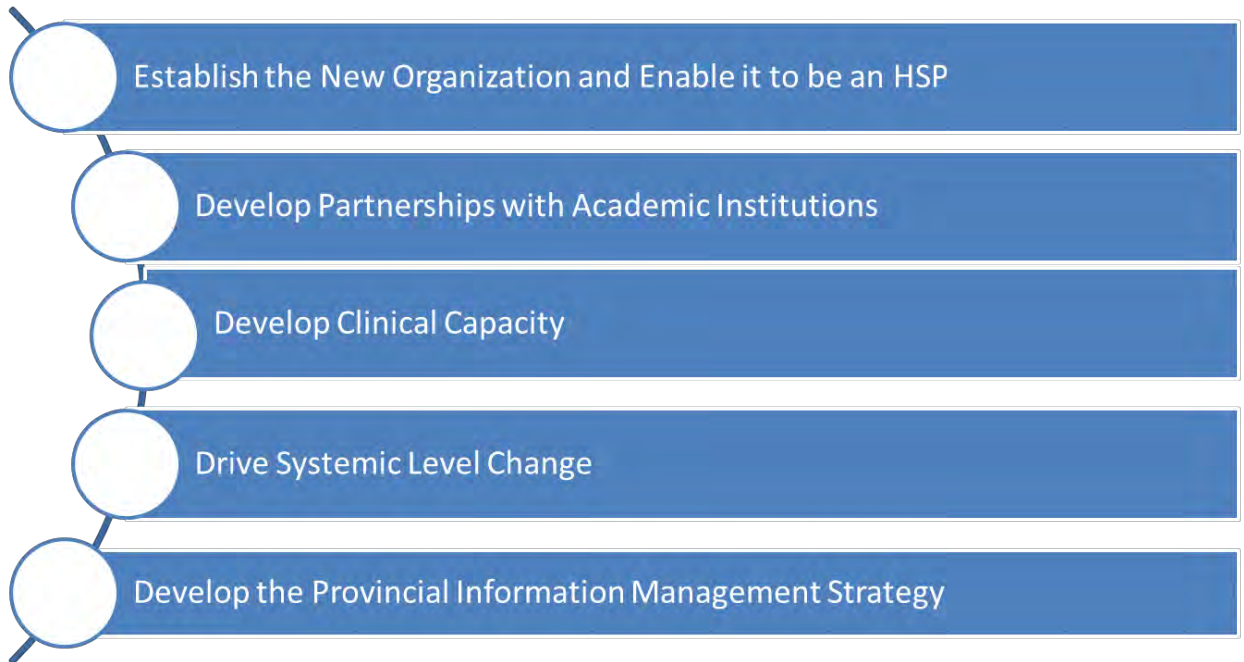 Establish the New Organization and Enable it to be an HSP
Develop Partnerships with Academic Institutions
Develop Clinical Capacity
Drive Systemic Level Change
Develop the Provincial Information Management Strategy